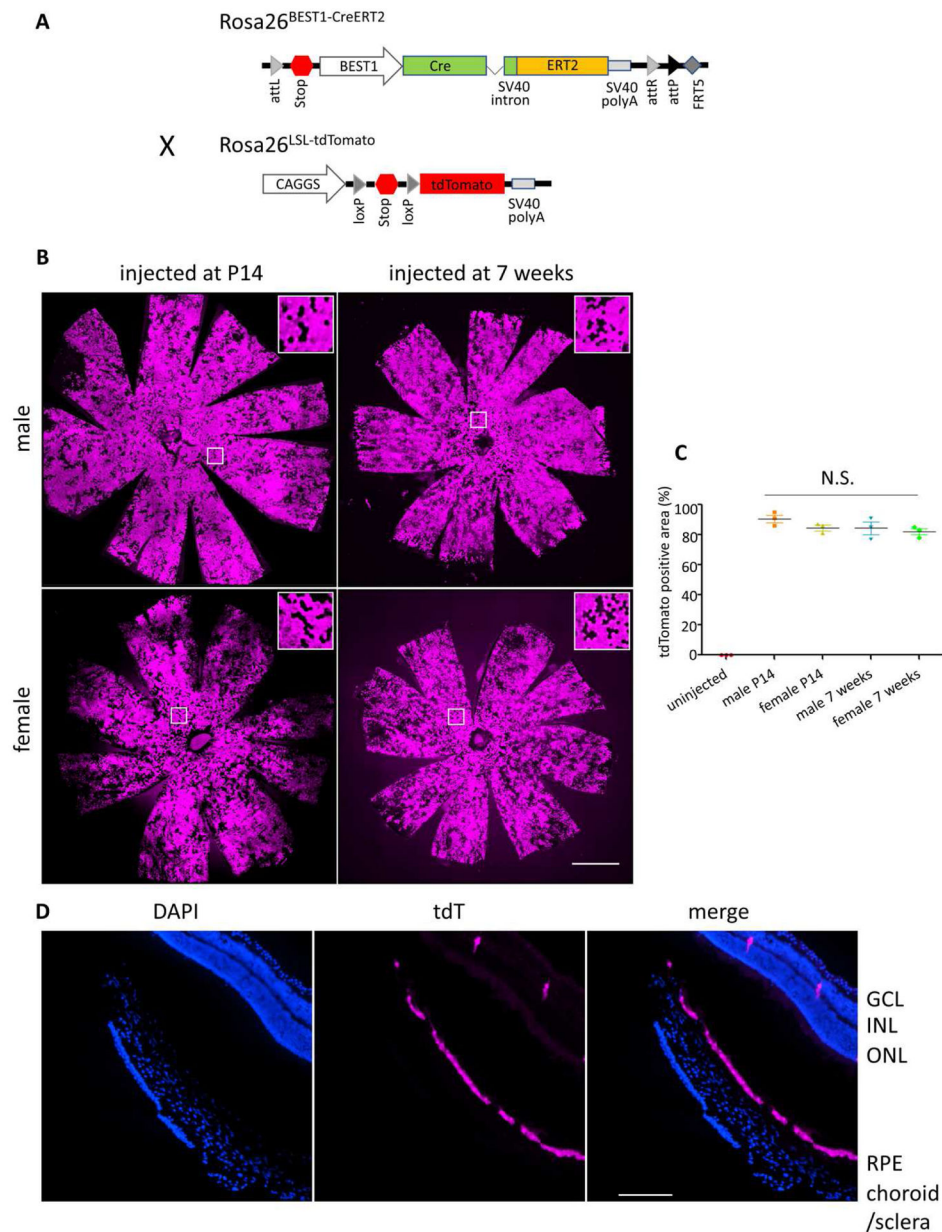 A
Rosa26BEST1-CreERT2
BEST1
Cre
ERT2
attL
Stop
SV40
intron
SV40
polyA
attR
attP
FRT5
X
Rosa26LSL-tdTomato
CAGGS
loxP
Stop
loxP
tdTomato
SV40
polyA
B
injected at P14
injected at 7 weeks
male
female
C
N.S.
tdTomato positive area (%)
100
80
60
40
20
0
uninjected
male P14
female P14
male 7 weeks
female 7 weeks
D
DAPI
tdT
merge
GCL
INL
ONL
RPE
choroid
/sclera